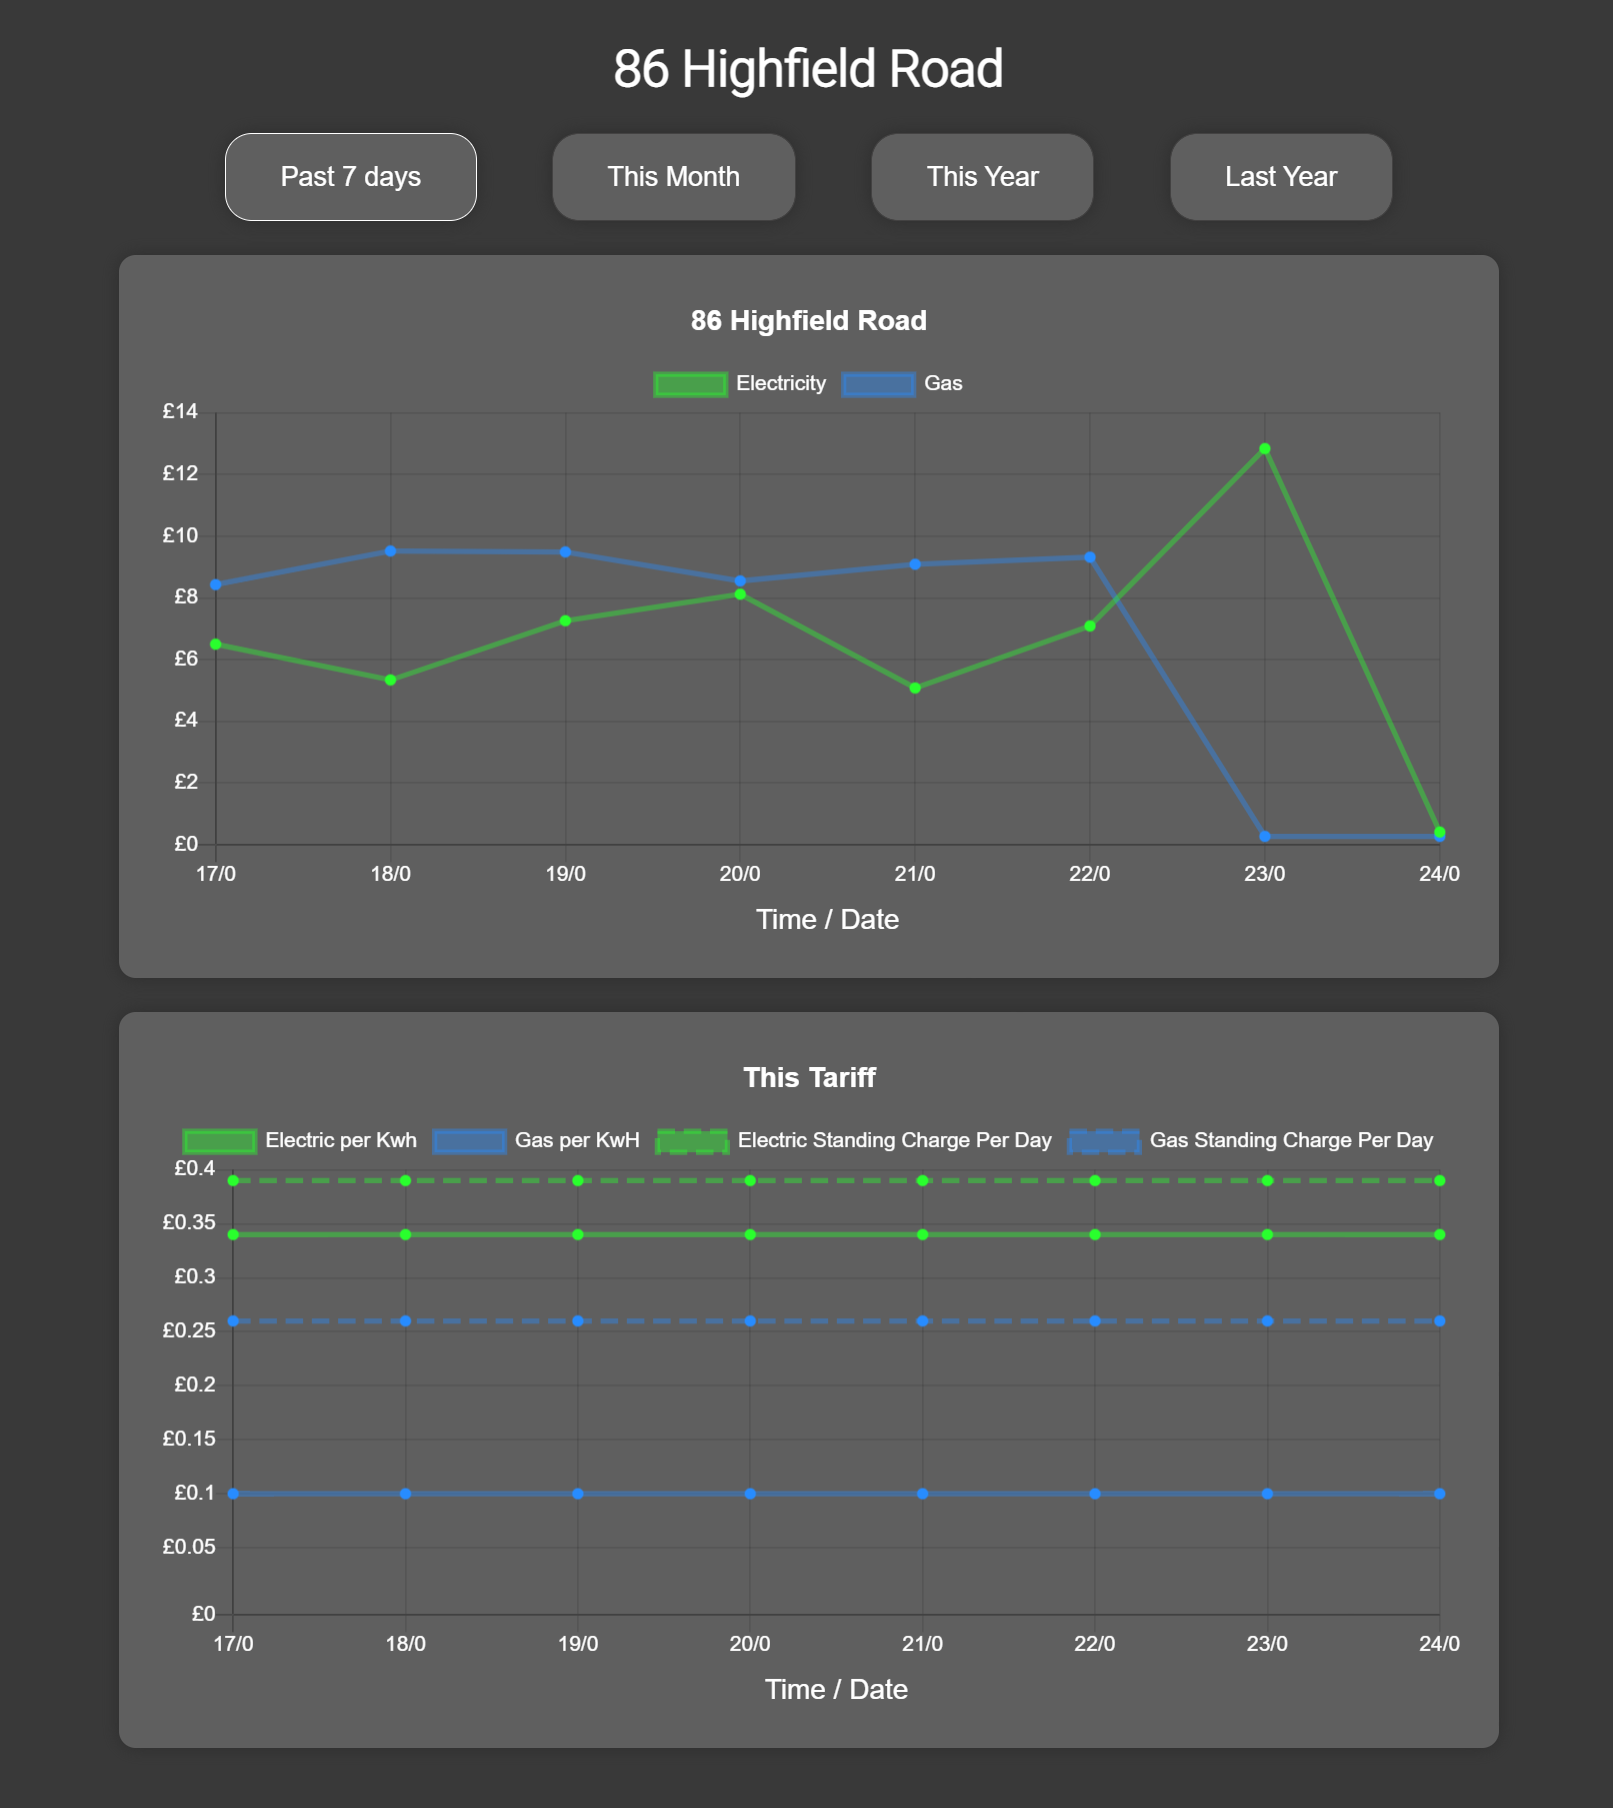 86 Highfield Road
Past 7 days This Month This Year Last Year
86 Highfield Road
Electricity Gas
£14
£12
£10
£8
£6
£4
£2
£0
17/0 18/0 19/0 20/0 21/0 22/0 23/0 24/0
Time / Date
This Tariff
Electric per Kwh Gas per KwH Electric Standing Charge Per Day Gas Standing Charge Per Day
£0.4
£0.35
£0.3
£0.25
£0.2
£0.15
£0.1
£0.05
£0
17/0 18/0 19/0 20/0 21/0 22/0 23/0 24/0
Time / Date